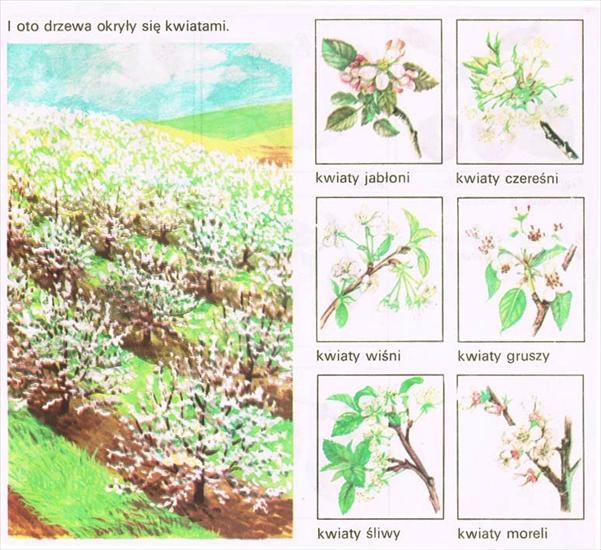 I oto drzewa okryły się kwiatami.
kwiaty jabłoni
kwiaty czereśni
kwiaty wiśni
kwiaty gruszy
kwiaty śliwy
kwiaty moreli